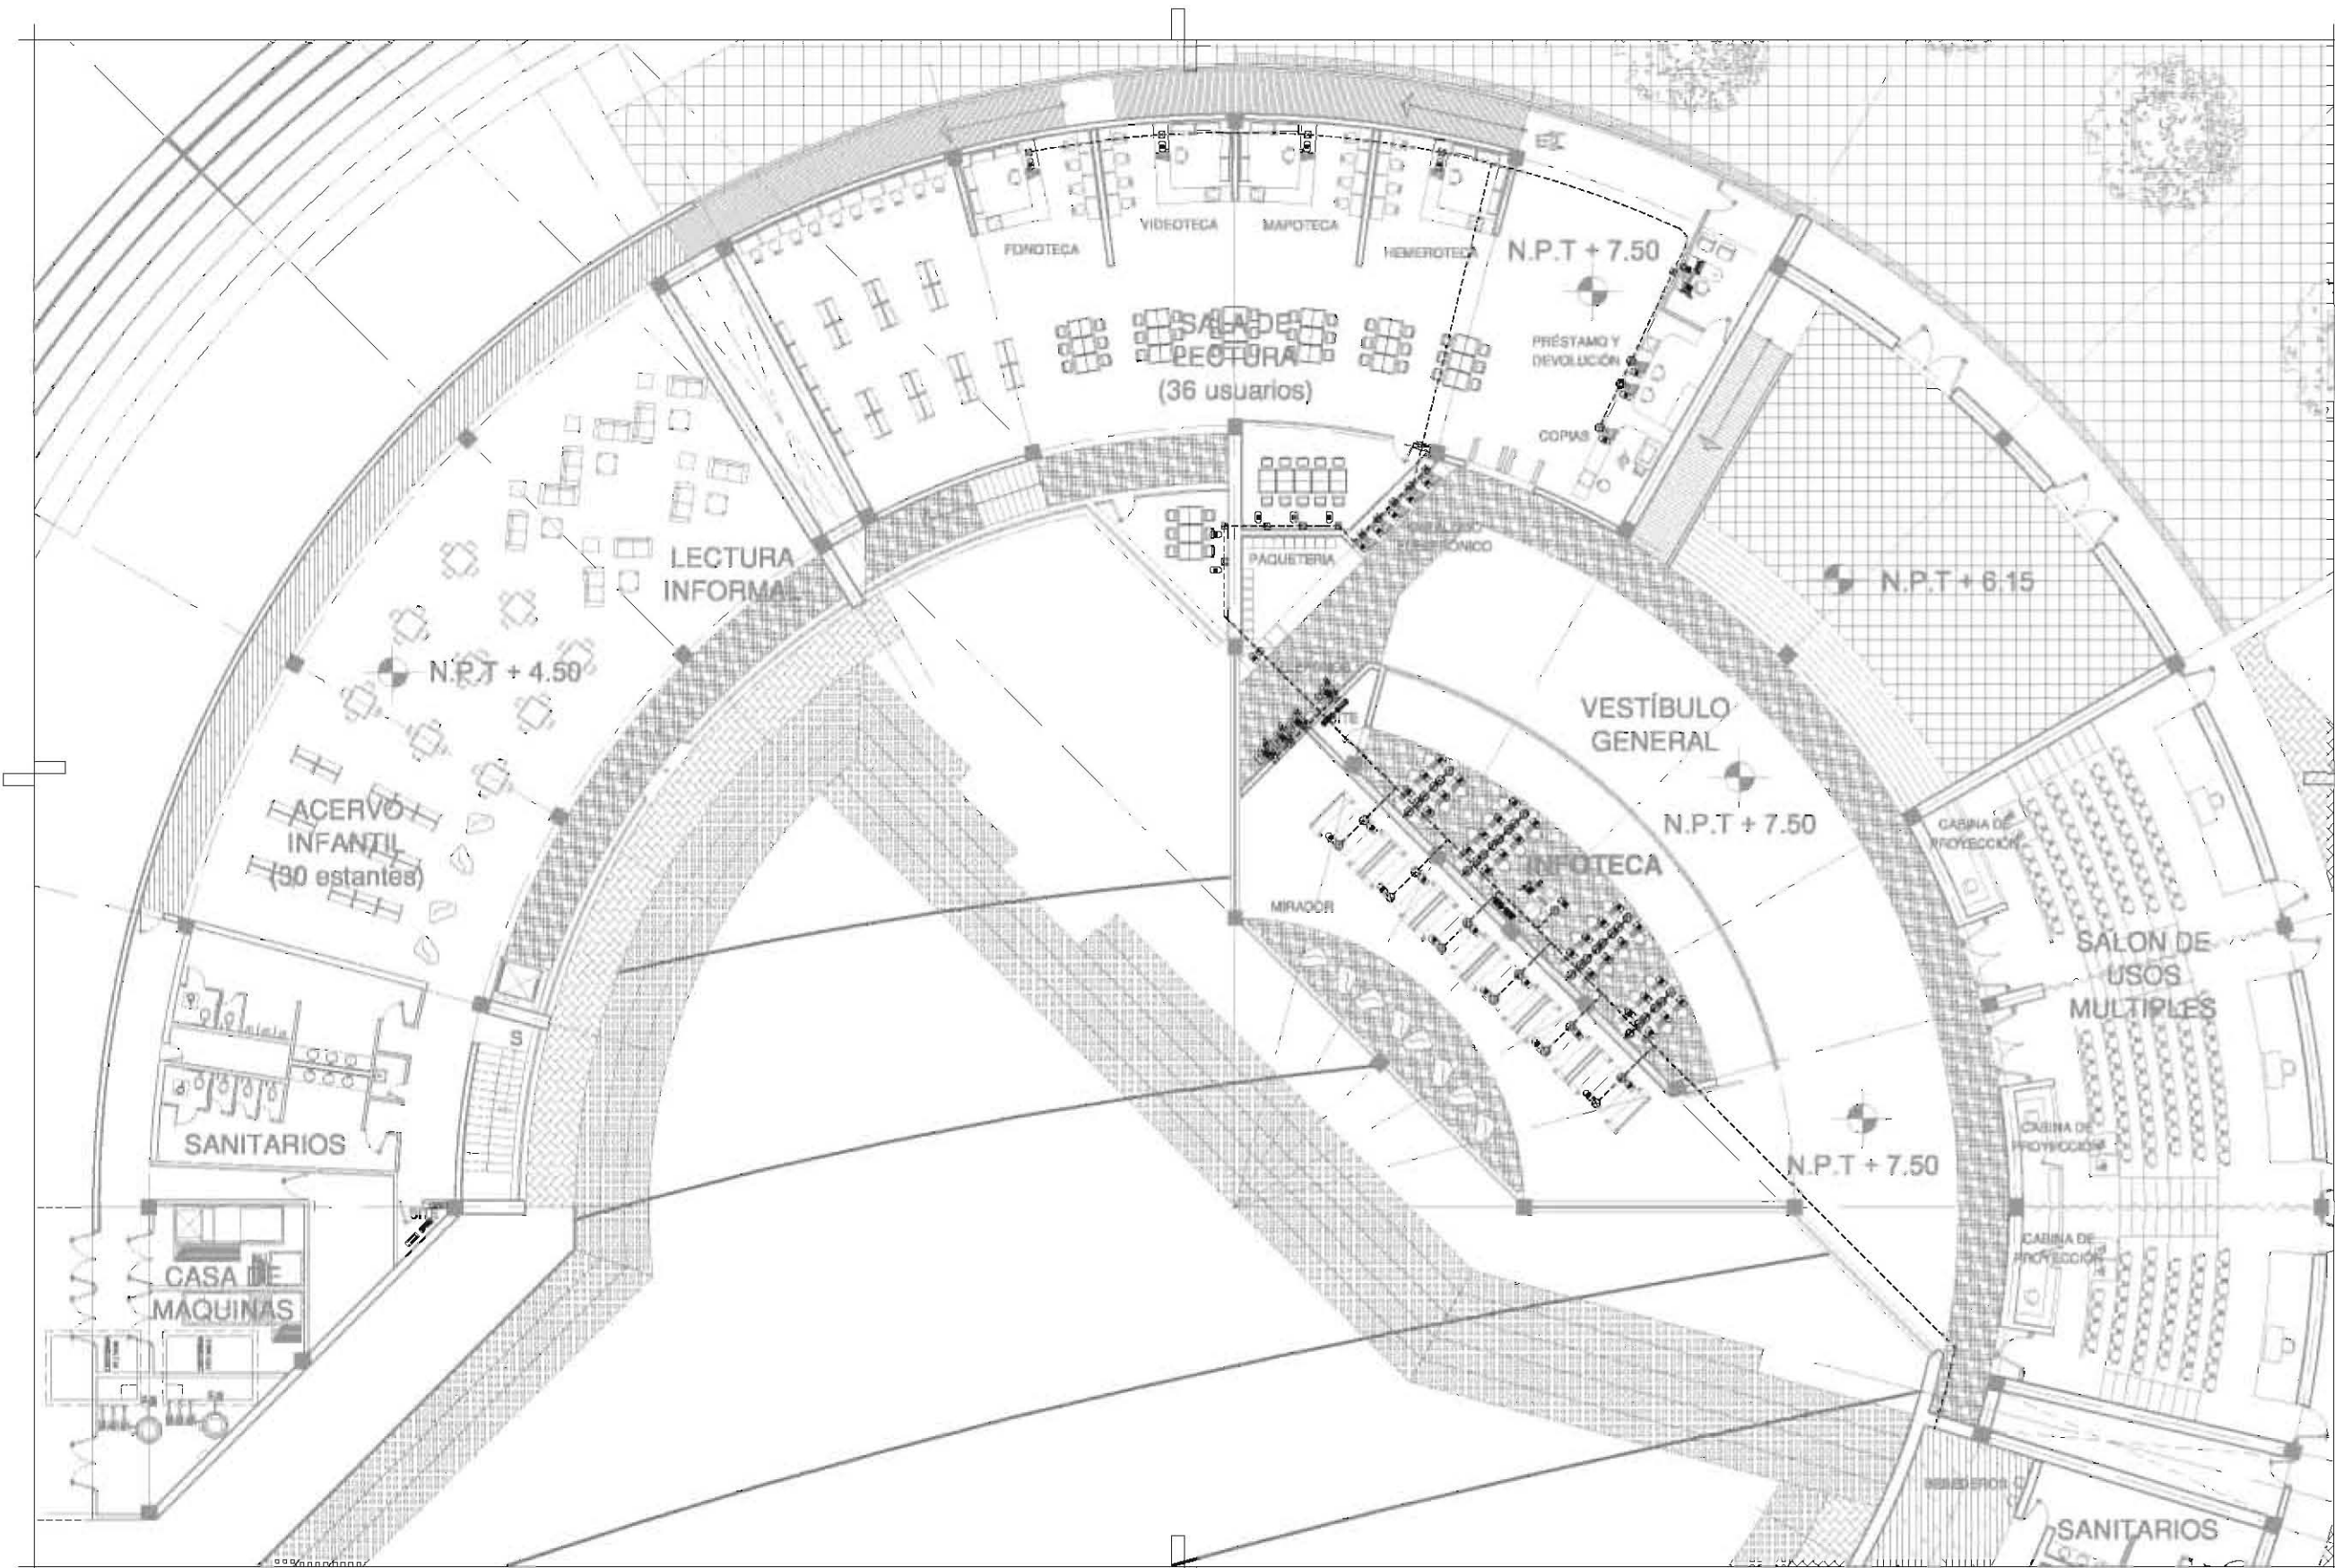 FONOTECA
VIDEOTECA
MAPOTECA
HEMEROTECA
N.P.T + 7.50
SALA DE
LECTURA
(36 usuarios)
PRÉSTAMO Y
DEVOLUCIÓN
COPIAS
PAQUETERIA
LECTURA
INFORMAL
N.P.T + 4.50
N.P.T + 6.15
VESTÍBULO
GENERAL
N.P.T + 7.50
INFOTECA
MIRADOR
ACERVO
INFANTIL
(30 estantes)
CABINA DE
PROYECCIÓN
SALON DE
USOS
MULTIPLES
S
SANITARIOS
N.P.T + 7.50
CABINA DE
PROYECCIÓN
CABINA DE
PROYECCIÓN
SITE
CASA DE
MAQUINAS
BEBEDEROS
SANITARIOS